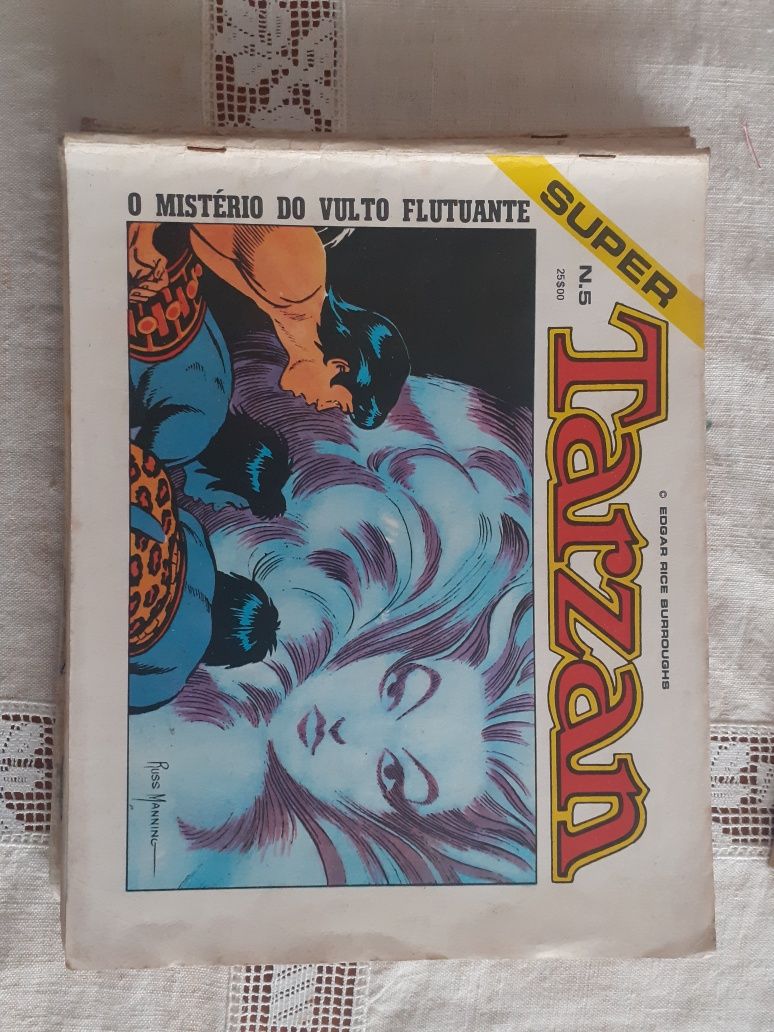 SUPER
Tarzan
© EDGAR RICE BURROUGHS
N.5
25$00
O MISTÉRIO DO VULTO FLUTUANTE
RUSS MANNING